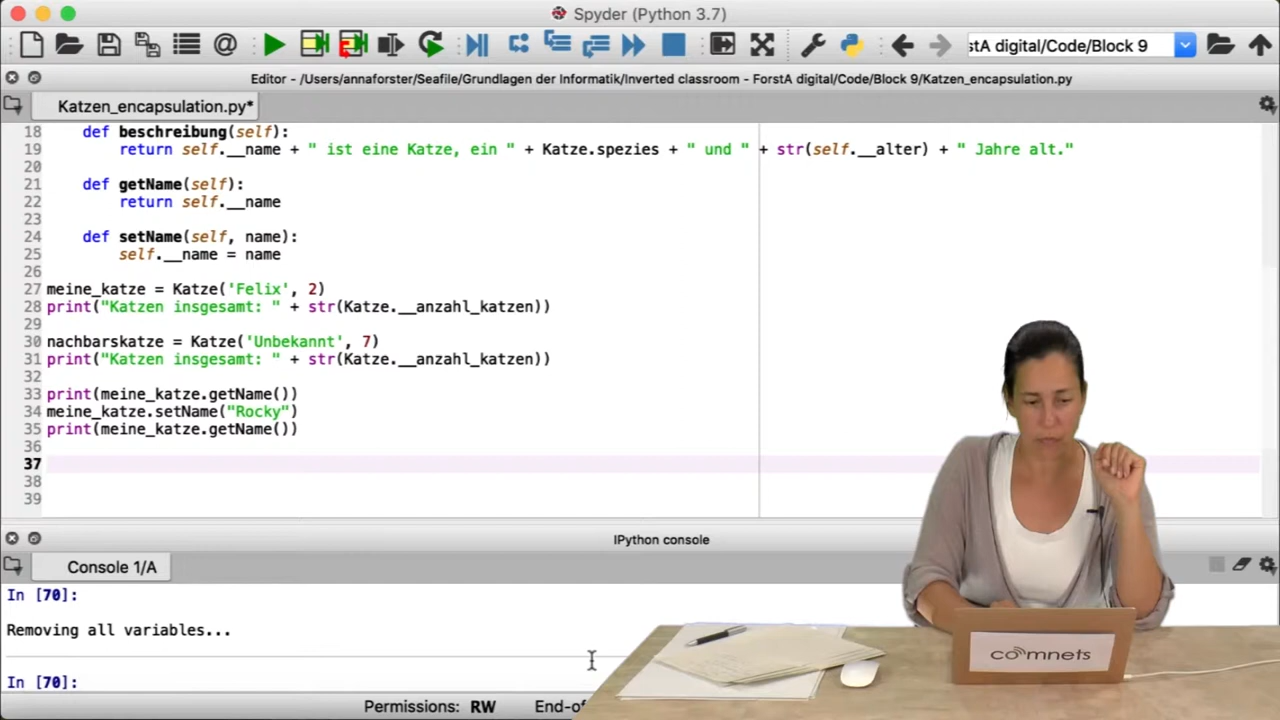 Spyder (Python 3.7)
stA digital/Code/Block 9
Editor - /Users/annaforster/Seafile/Grundlagen der Informatik/Inverted classroom - ForstA digital/Code/Block 9/Katzen_encapsulation.py
Katzen_encapsulation.py*
18 def beschreibung(self):
19 return self.__name + " ist eine Katze, ein " + Katze.spezies + " und " + str(self.__alter) + " Jahre alt."
20
21 def getName(self):
22 return self.__name
23
24 def setName(self, name):
25 self.__name = name
26
27 meine_katze = Katze('Felix', 2)
28 print("Katzen insgesamt: " + str(Katze.__anzahl_katzen))
29
30 nachbarskatze = Katze('Unbekannt', 7)
31 print("Katzen insgesamt: " + str(Katze.__anzahl_katzen))
32
33 print(meine_katze.getName())
34 meine_katze.setName("Rocky")
35 print(meine_katze.getName())
36
37
38
39
IPython console
Console 1/A
In [70]:
Removing all variables...
In [70]:
Permissions: RW End-of
comnets